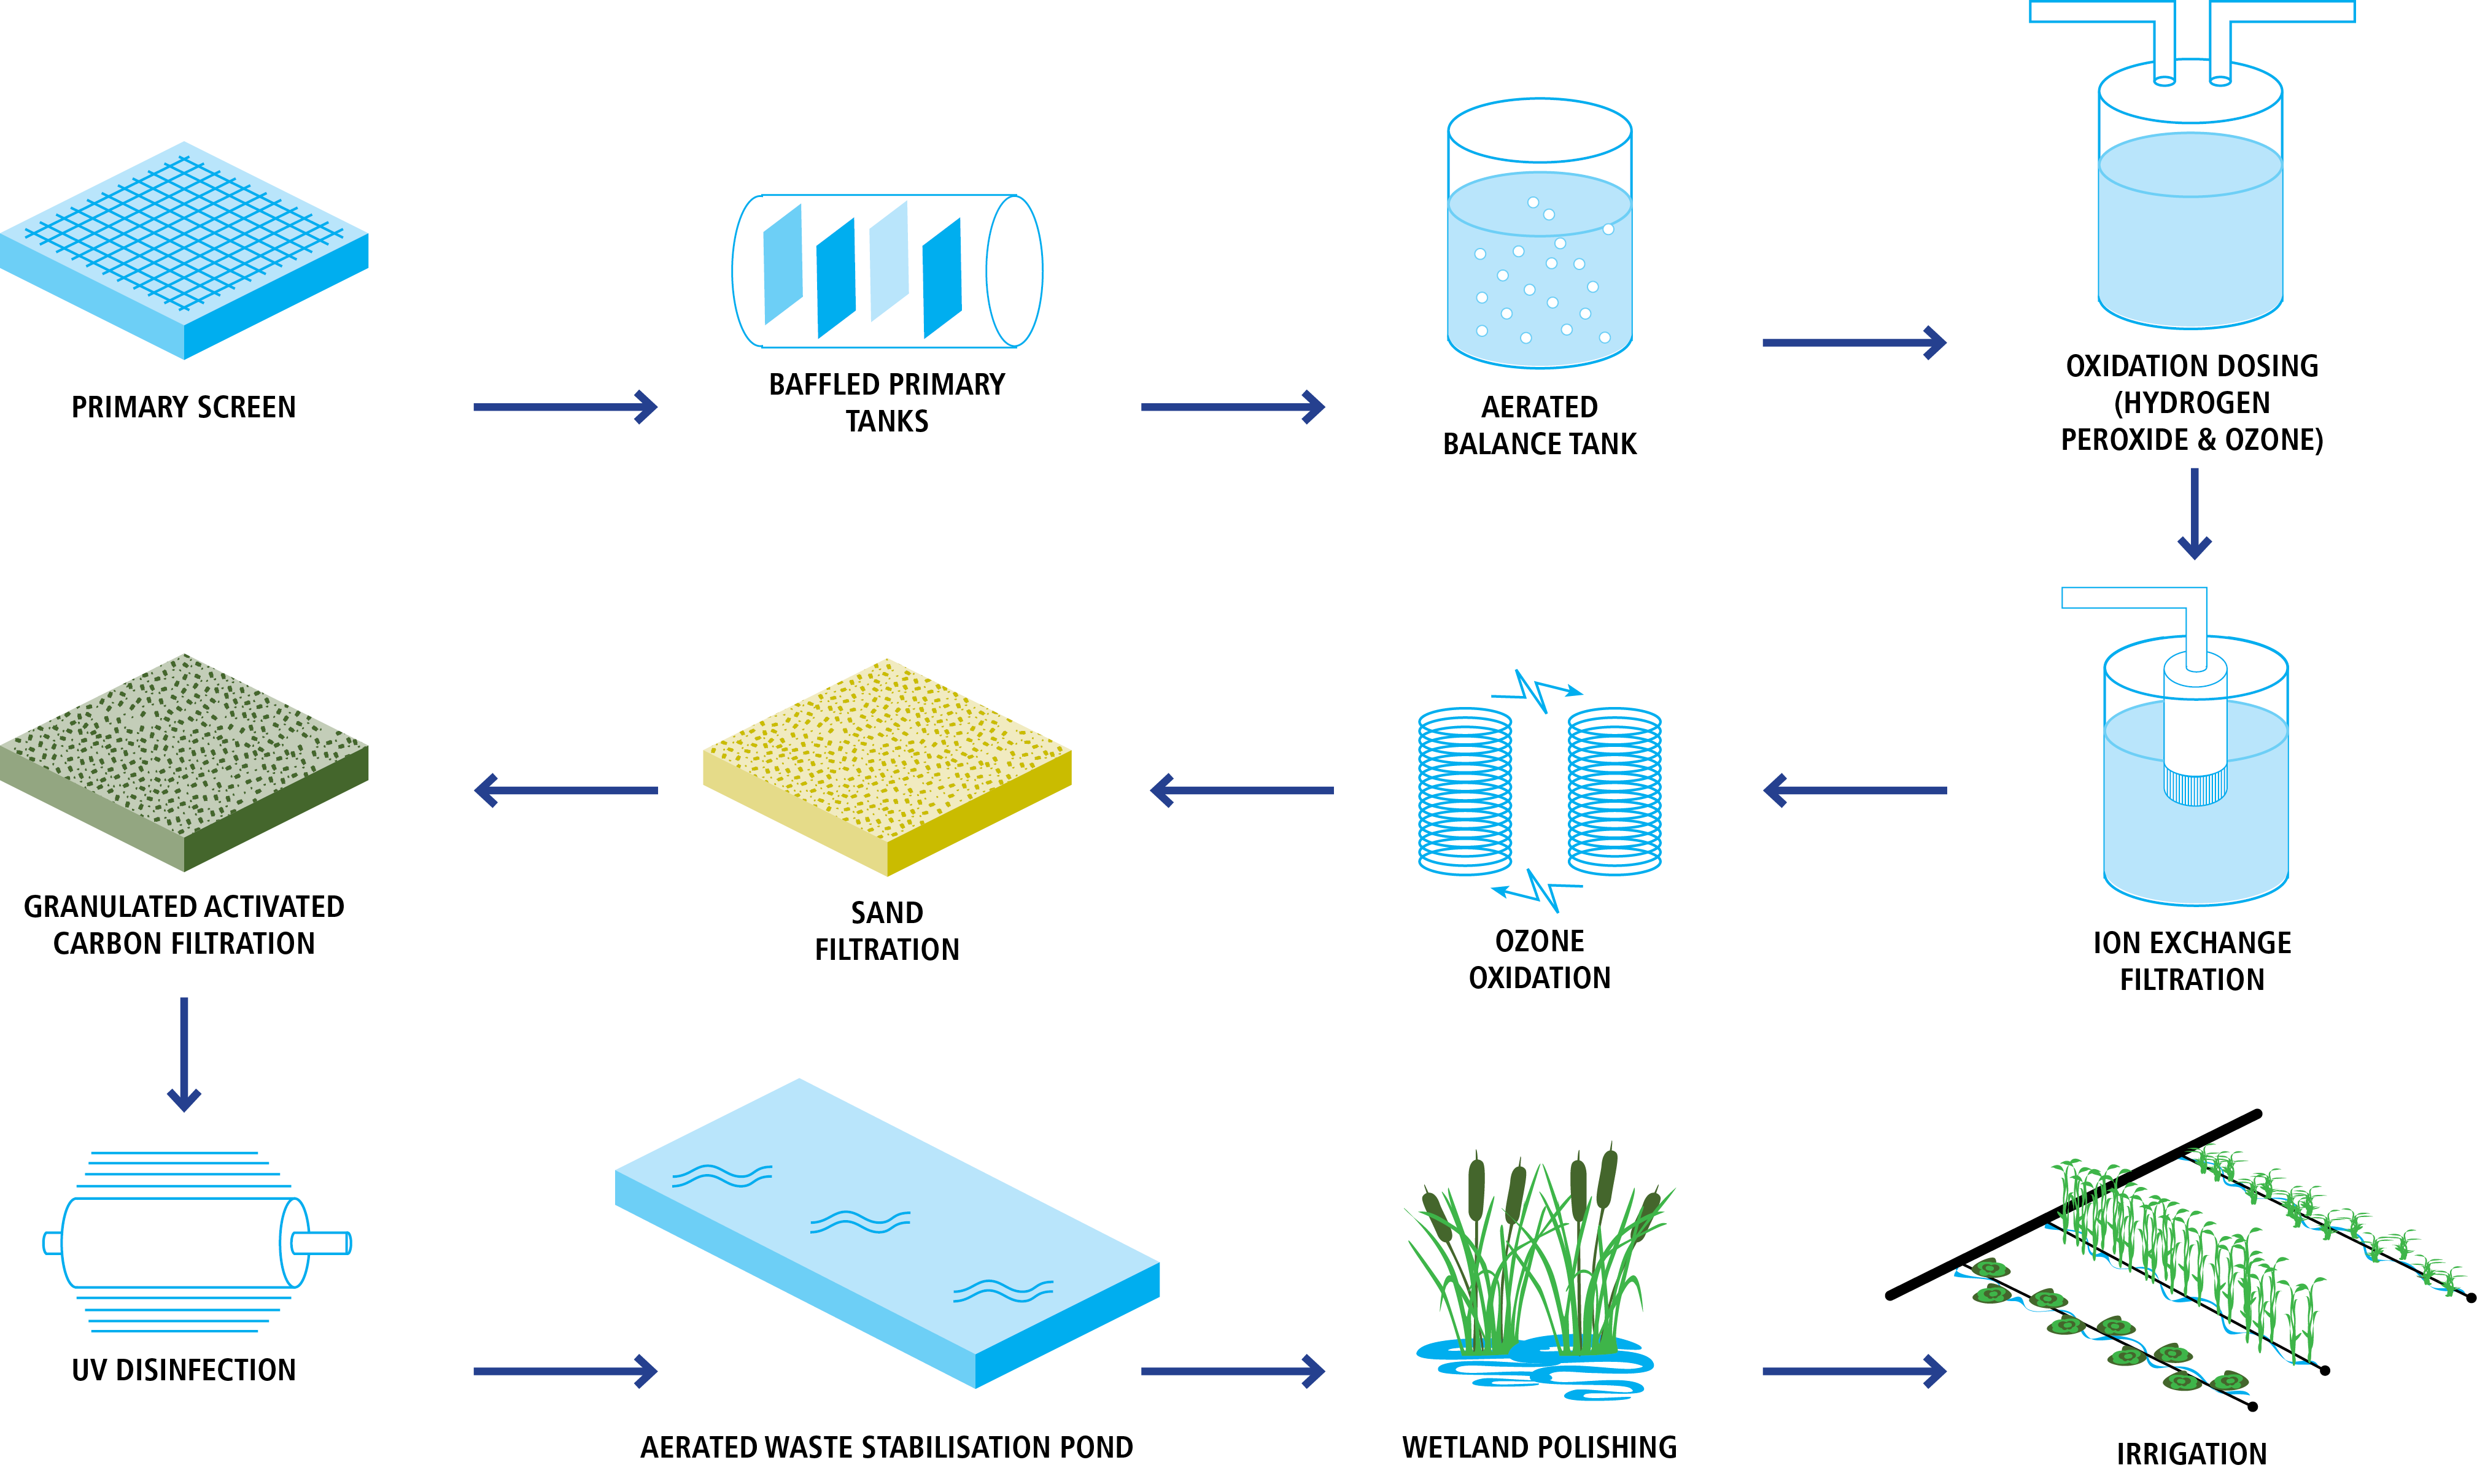 PRIMARY SCREEN
BAFFLED PRIMARY
TANKS
AERATED
BALANCE TANK
OXIDATION DOSING
(HYDROGEN
PEROXIDE & OZONE)
ION EXCHANGE
FILTRATION
OZONE
OXIDATION
SAND
FILTRATION
GRANULATED ACTIVATED
CARBON FILTRATION
UV DISINFECTION
AERATED WASTE STABILISATION POND
WETLAND POLISHING
IRRIGATION